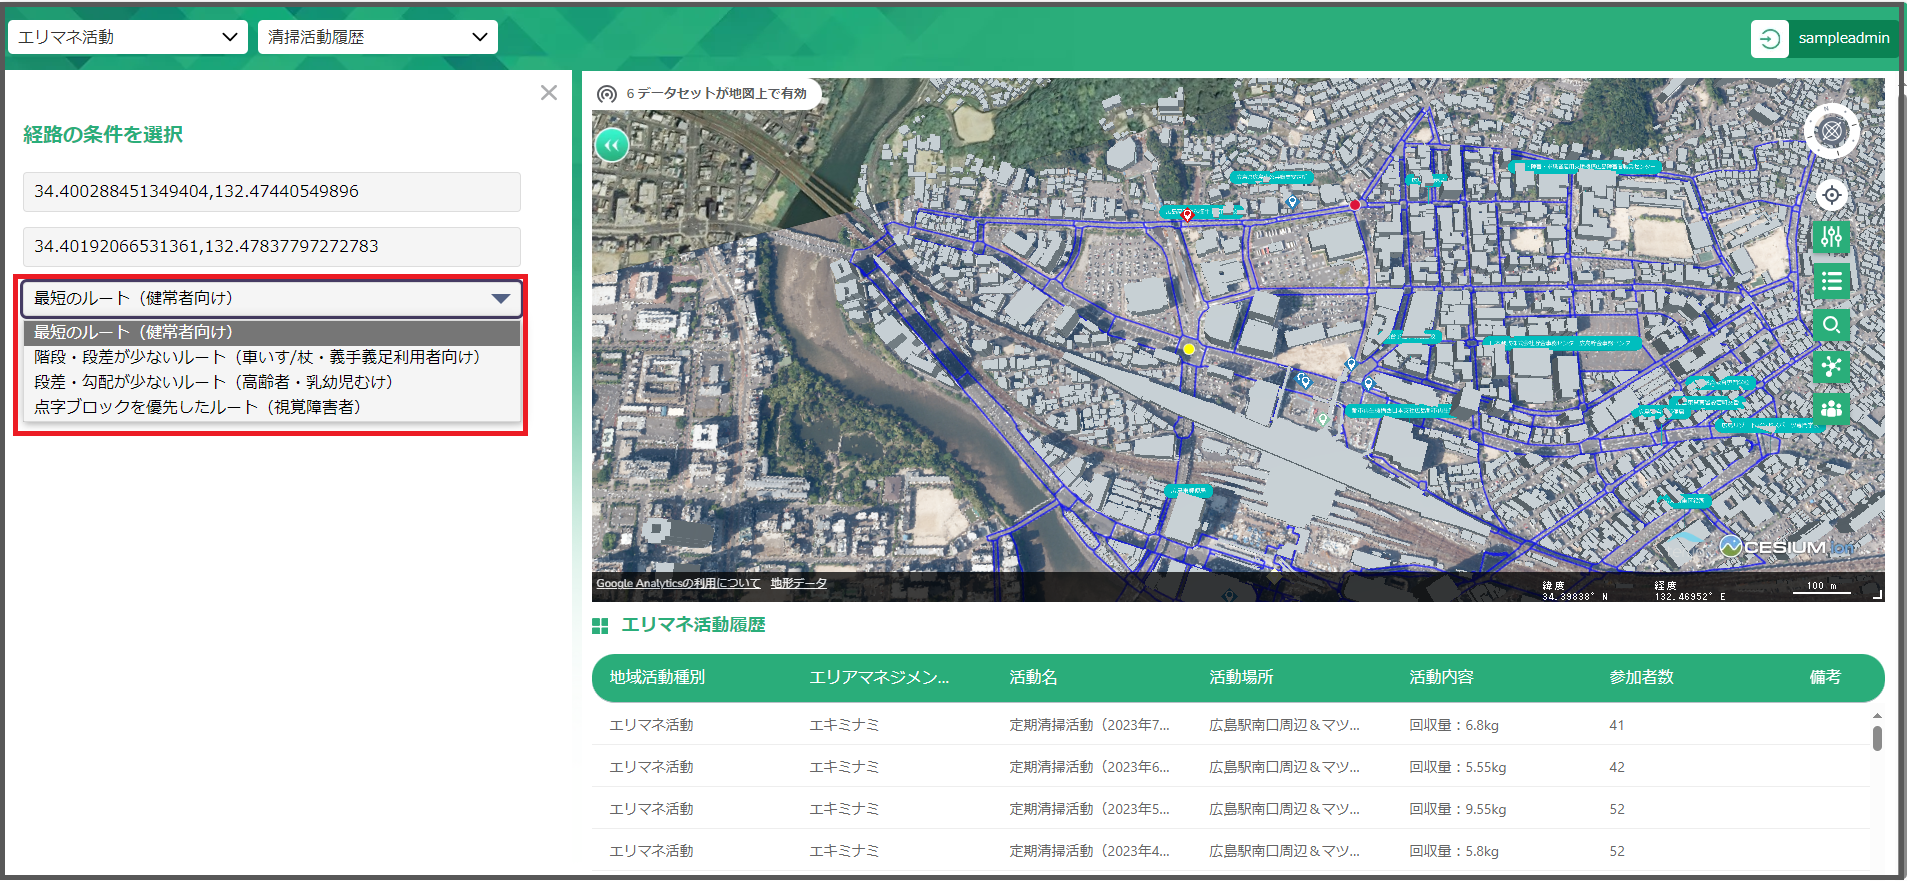 エリマネ活動
清掃活動履歴
sampleadmin
経路の条件を選択
34.400288451349404,132.47440549896
34.40192066531361,132.47837797272783
最短のルート（健常者向け）
最短のルート（健常者向け）
階段・段差が少ないルート（車いす/杖・義手義足利用者向け）
段差・勾配が少ないルート（高齢者・乳幼児むけ）
点字ブロックを優先したルート（視覚障害者）
6 データセットが地図上で有効
N
CESIUM ion
Google Analyticsの利用について 地形データ
緯度
34.39838° N
経度
132.46952° E
100 m
エリマネ活動履歴
地域活動種別 エリアマネジメン... 活動名 活動場所 活動内容 参加者数 備考
エリマネ活動 エキミナミ 定期清掃活動（2023年7... 広島駅南口周辺＆マツ... 回収量：6.8kg 41
エリマネ活動 エキミナミ 定期清掃活動（2023年6... 広島駅南口周辺＆マツ... 回収量：5.55kg 42
エリマネ活動 エキミナミ 定期清掃活動（2023年5... 広島駅南口周辺＆マツ... 回収量：9.55kg 52
エリマネ活動 エキミナミ 定期清掃活動（2023年4... 広島駅南口周辺＆マツ... 回収量：5.8kg 52